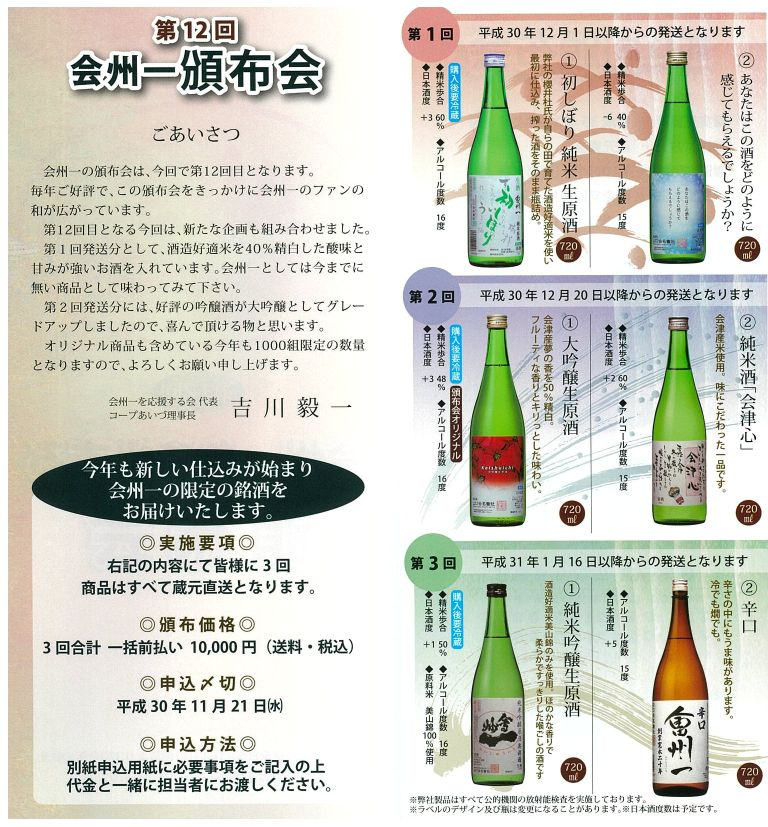 第12回
会州一頒布会
ごあいさつ
会州一の頒布会は、今回で第12回目となります。
毎年ご好評で、この頒布会をきっかけに会州一のファンの
和が広がっています。
第12回目となる今回は、新たな企画も組み合わせました。
第1回発送分として、酒造好適米を40%精白した酸味と
甘みが強いお酒を入れています。会州一としては今までに
無い商品として味わってみて下さい。
第2回発送分には、好評の吟醸酒が大吟醸としてグレー
ドアップしましたので、喜んで頂ける物と思います。
オリジナル商品も含めている今年も1000組限定の数量
となりますので、よろしくお願い申し上げます。
会州一を応援する会 代表
コープあいづ理事長
吉川毅一
今年も新しい仕込みが始まり
会州一の限定の銘酒を
お届けいたします。
◎実施要項◎
右記の内容にて皆様に3回
商品はすべて蔵元直送となります。
◎頒布価格◎
3回合計 一括前払い 10,000円(送料・税込)
◎申込〆切◎
平成30年11月21日㈬
◎申込方法◎
別紙申込用紙に必要事項をご記入の上
代金と一緒に担当者にお渡しください。
第1回
平成30年12月1日以降からの発送となります
①初しぼり 純米生原酒
弊社の櫻井杜氏が自らの田で育てた酒造好適米を使い
最初に仕込み、搾った酒をそのまま瓶詰め。
購入後要冷蔵
◆精米歩合 60% ◆アルコール度数 16度
◆日本酒度 +3
初しぼり
720㎖
②あなたはこの酒をどのように
感じてもらえるでしょうか?
◆精米歩合 40% ◆アルコール度数 15度
◆日本酒度 -6
720㎖
第2回
平成30年12月20日以降からの発送となります
①大吟醸生原酒
会津産夢の香を50%精白。
フルーティな香りとキリッとした味わい。
購入後要冷蔵
頒布会オリジナル
◆精米歩合 48% ◆アルコール度数 16度
◆日本酒度 +3
Kaishuichi
720㎖
②純米酒「会津心」
会津産米使用。味にこだわった一品です。
◆精米歩合 60% ◆アルコール度数 15度
◆日本酒度 +2
会津心
720㎖
第3回
平成31年1月16日以降からの発送となります
①純米吟醸生原酒
酒造好適米美山錦のみを使用。ほのかな香りで
柔らかですっきりした喉ごしの酒です
購入後要冷蔵
◆精米歩合 50% ◆アルコール度数 16度
◆日本酒度 +1 ◆原料米 美山錦100%使用
會州一
720㎖
②辛口
辛さの中にもうま味があります。
冷でも燗でも。
◆アルコール度数 15度
◆日本酒度 +5
辛口
會州一
創業寛永二十年
720㎖
※弊社製品はすべて公的機関の放射能検査を実施しております。
※ラベルのデザイン及び瓶は変更になることがあります。※日本酒度数は予定です。